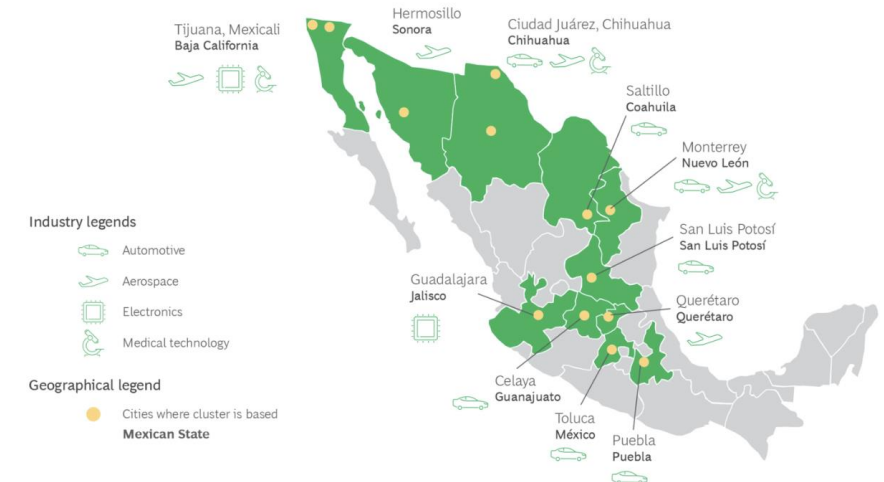 Tijuana, Mexicali
Baja California
Hermosillo
Sonora
Ciudad Juárez, Chihuahua
Chihuahua
Saltillo
Coahuila
Monterrey
Nuevo León
San Luis Potosí
San Luis Potosí
Guadalajara
Jalisco
Querétaro
Querétaro
Celaya
Guanajuato
Toluca
México
Puebla
Puebla
Industry legends
Automotive
Aerospace
Electronics
Medical technology
Geographical legend
Cities where cluster is based
Mexican State